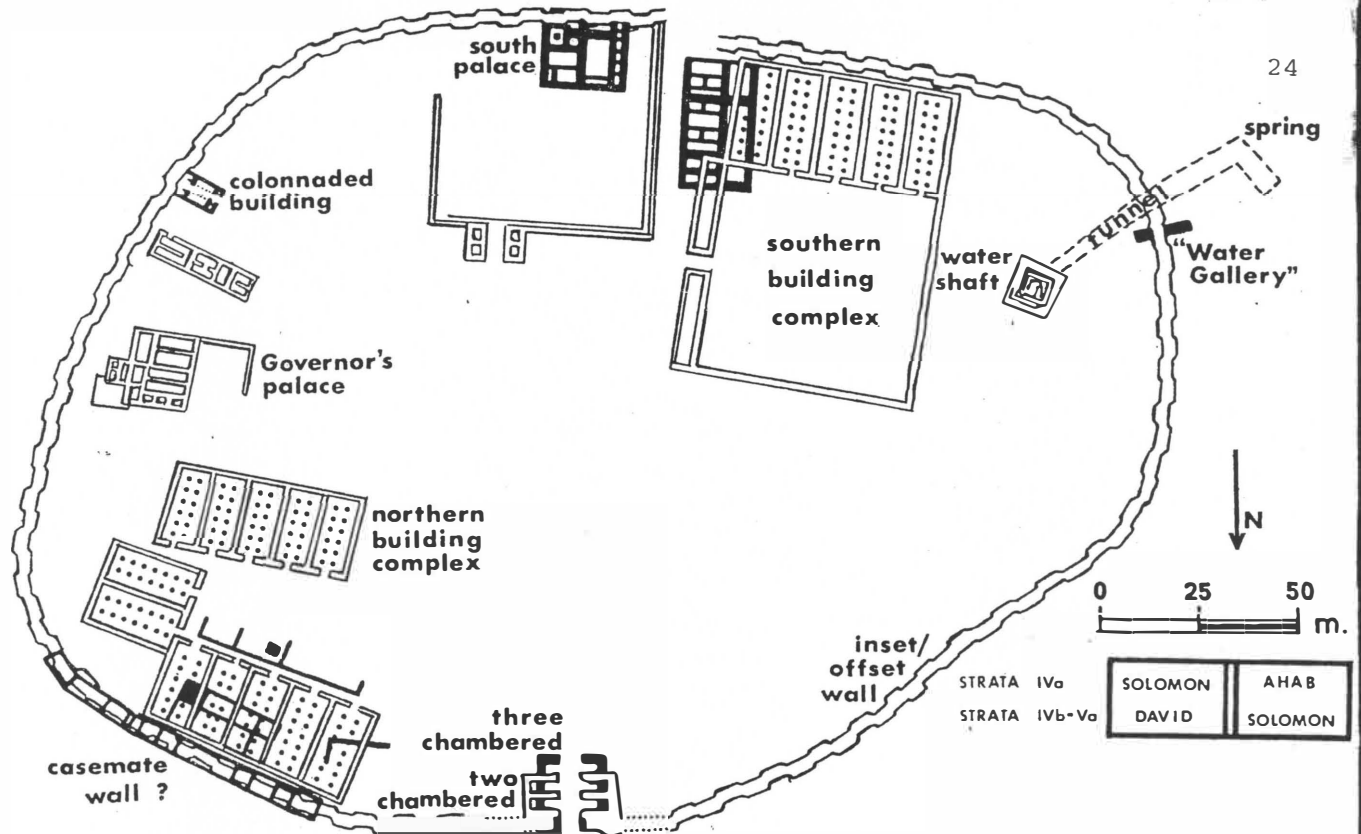 24
south
palace
spring
colonnaded
building
tunnel
southern
building
complex
water
shaft
"Water
Gallery"
Governor's
palace
northern
building
complex
N
0 25 50
m.
inset/
offset
wall
STRATA IVa SOLOMON AHAB
STRATA IVb-Va DAVID SOLOMON
three
chambered
two
chambered
casemate
wall ?